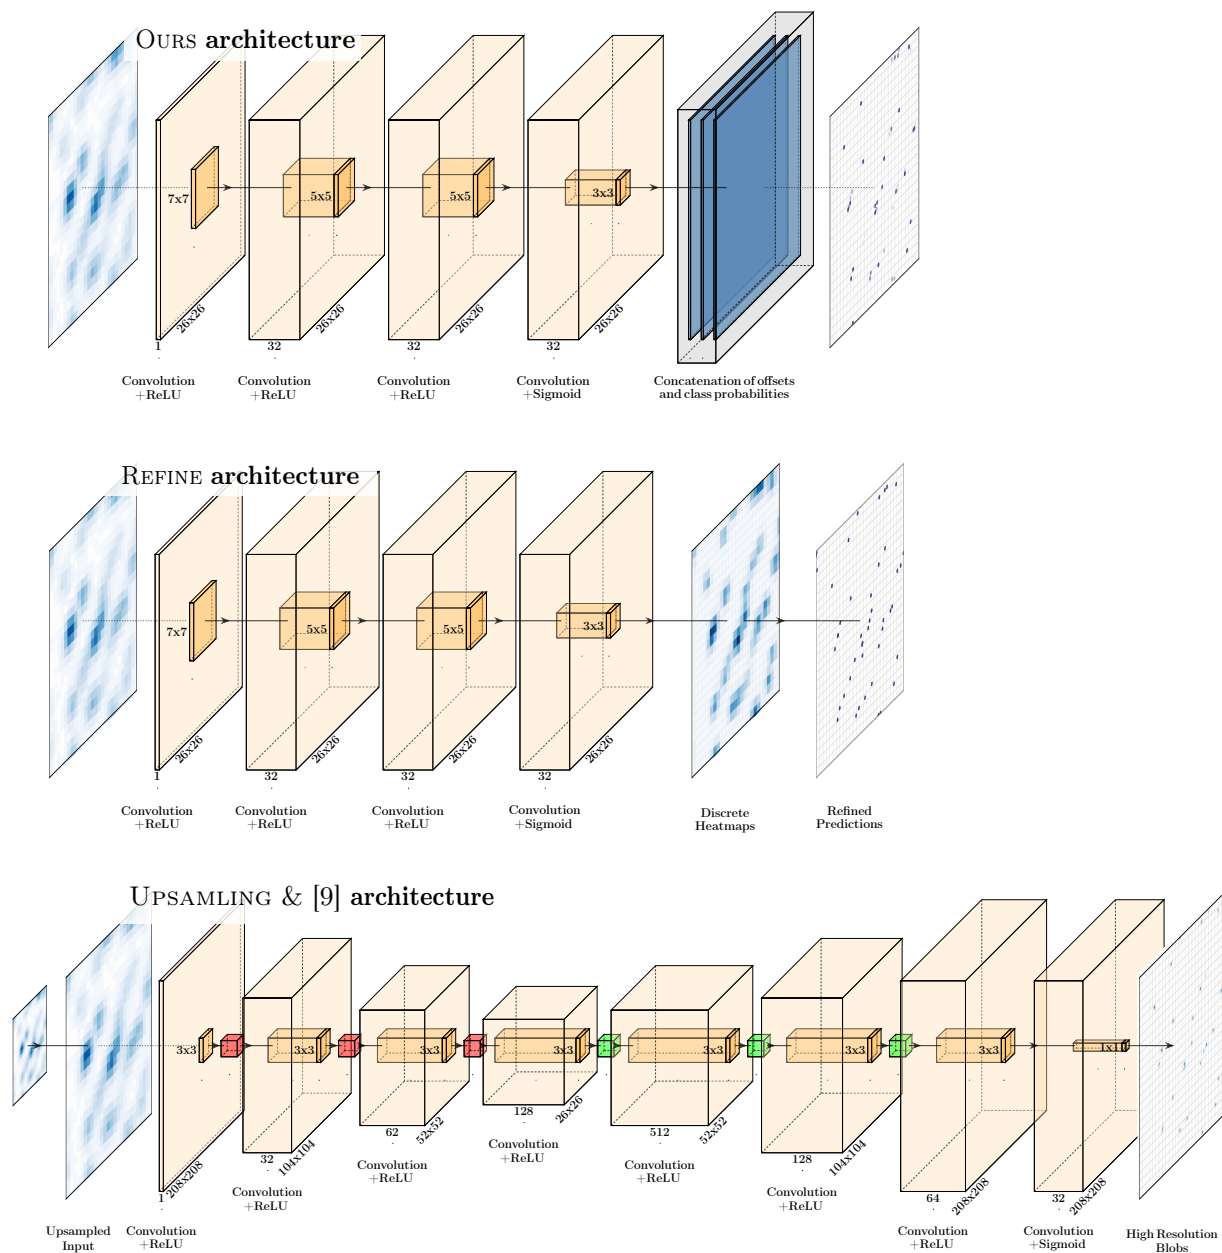 OURS architecture
7x7
5x5
5x5
3x3
26x26
26x26
26x26
26x26
1
32
32
32
Convolution
+ReLU
Convolution
+ReLU
Convolution
+ReLU
Convolution
+Sigmoid
Concatenation of offsets
and class probabilities
REFINE architecture
7x7
5x5
5x5
3x3
26x26
26x26
26x26
26x26
1
32
32
32
Convolution
+ReLU
Convolution
+ReLU
Convolution
+ReLU
Convolution
+Sigmoid
Discrete
Heatmaps
Refined
Predictions
UPSAMLING & [9] architecture
3x3
3x3
3x3
3x3
3x3
3x3
3x3
1x1
128
26x26
62
52x52
512
52x52
32
104x104
128
104x104
1
208x208
64
208x208
32
208x208
Convolution
+ReLU
Convolution
+ReLU
Convolution
+ReLU
Convolution
+ReLU
Convolution
+ReLU
Upsampled
Input
Convolution
+ReLU
Convolution
+ReLU
Convolution
+Sigmoid
High Resolution
Blobs